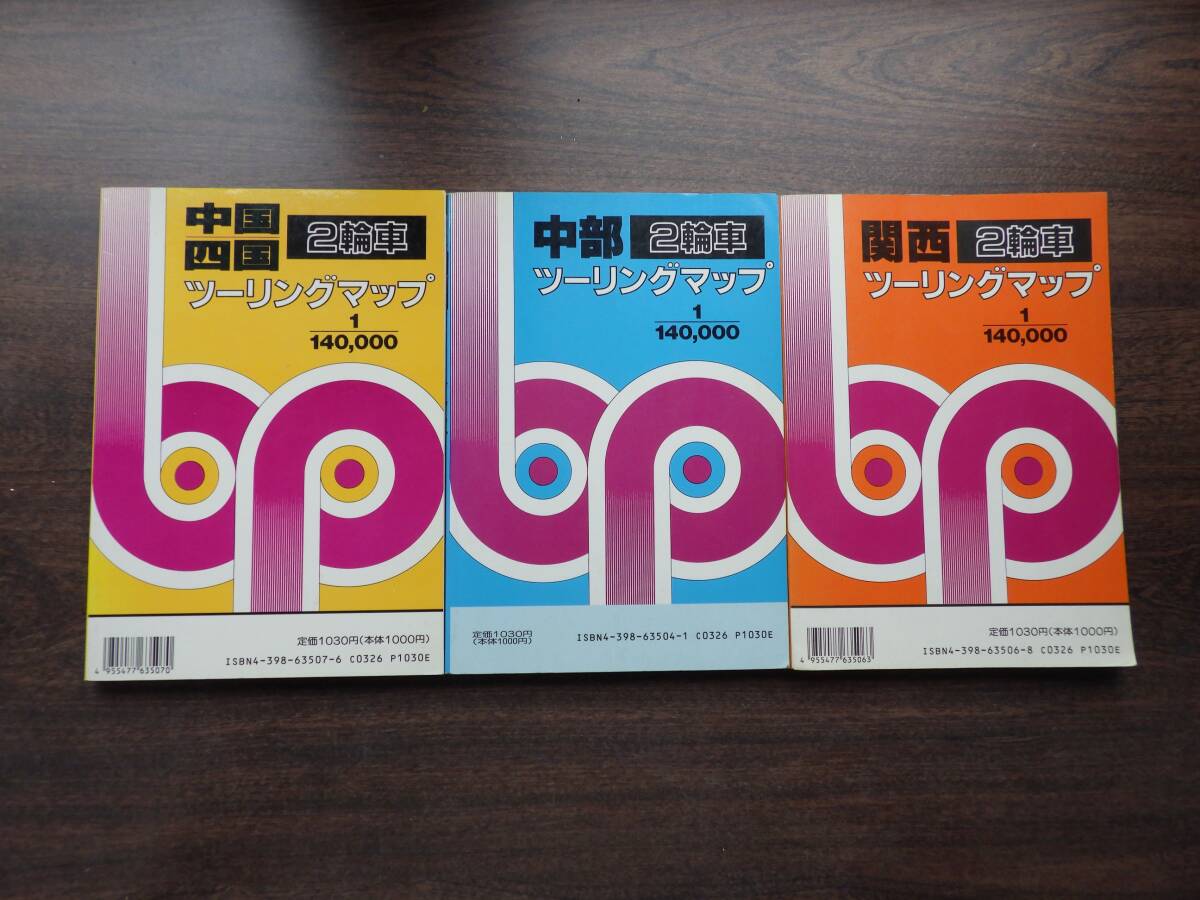 中国
四国
2輪車
ツーリングマップ
1
140,000
bp
定価1030円(本体1000円)
ISBN4-398-63507-6 C0326 P1030E
4 955477 635070
中部 2輪車
ツーリングマップ
1
140,000
bp
定価1030円
(本体1000円)
ISBN4-398-63504-1 C0326 P1030E
関西 2輪車
ツーリングマップ
1
140,000
bp
定価1030円(本体1000円)
ISBN4-398-63506-8 C0326 P1030E
4 955477 635063